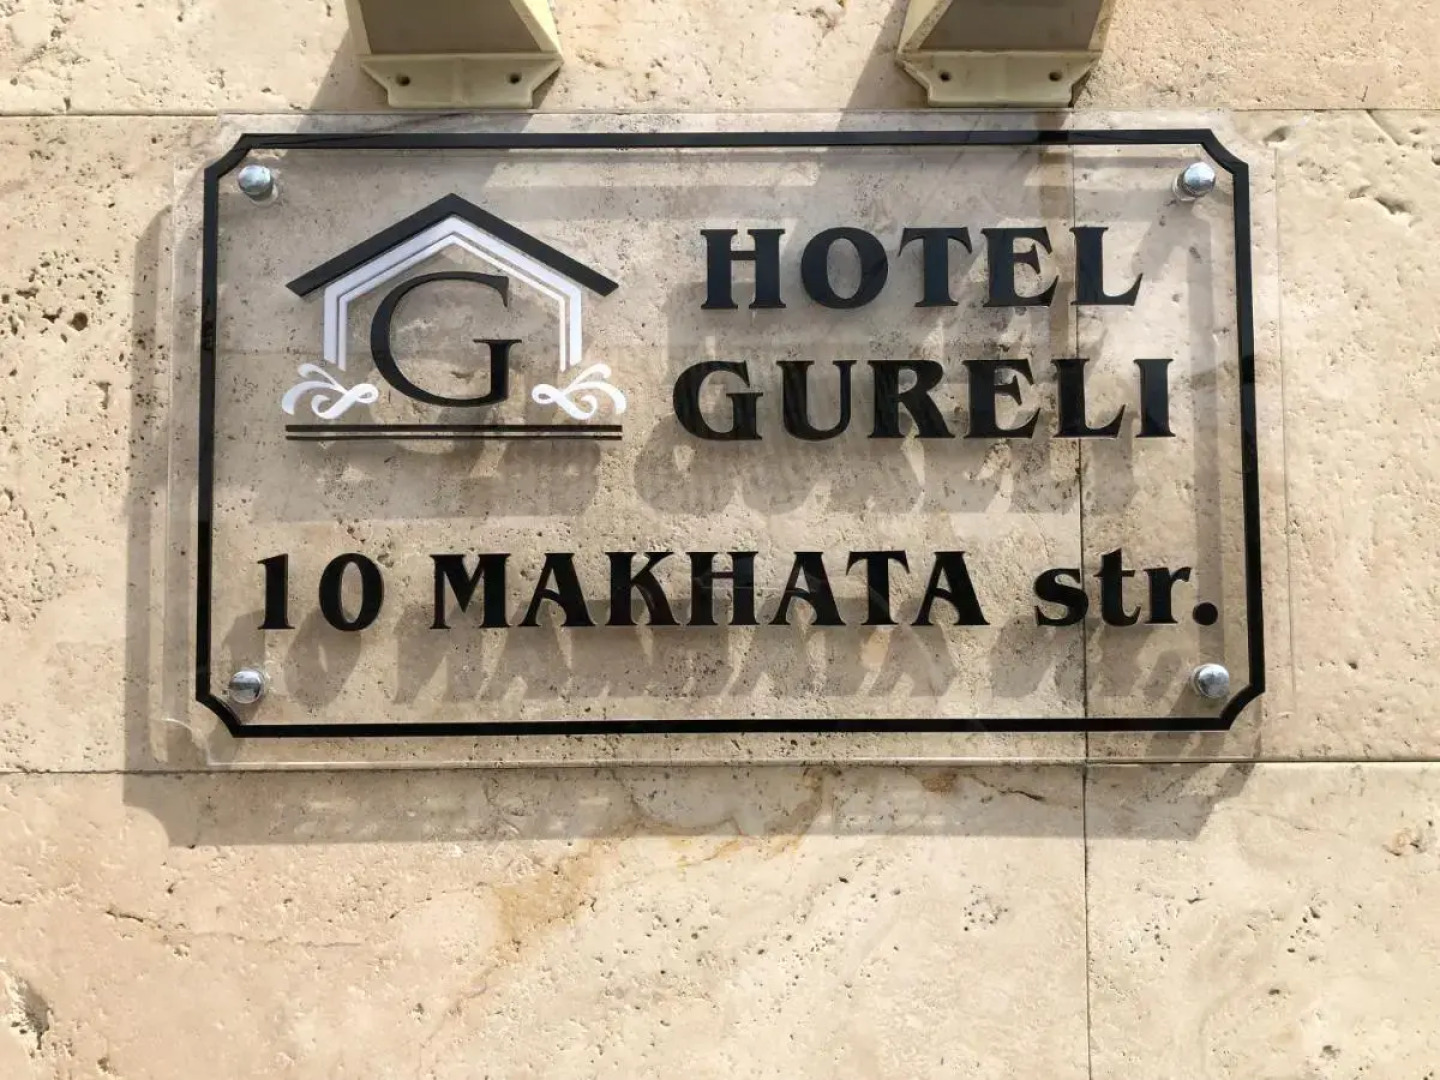 G
HOTEL
GURELI
10 MAKHATA str.